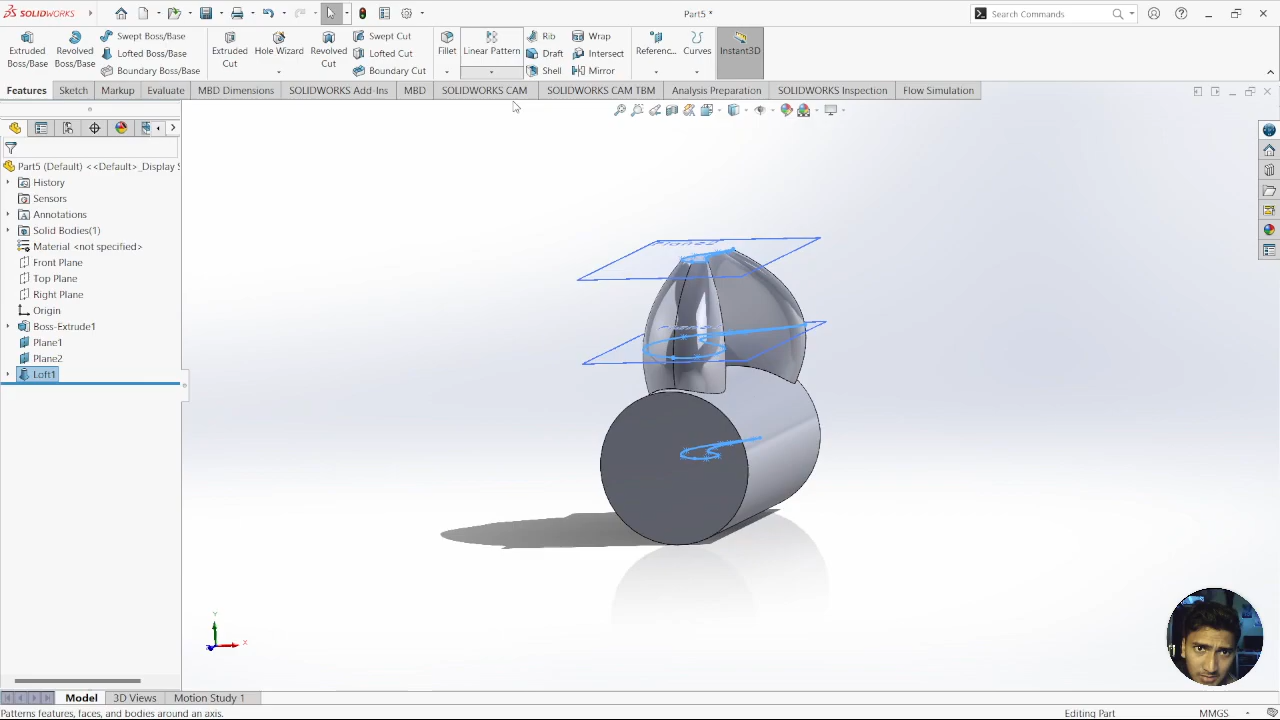 SOLIDWORKS
Part5 *
Search Commands
Extruded Boss/Base
Revolved Boss/Base
Swept Boss/Base
Lofted Boss/Base
Boundary Boss/Base
Extruded Cut
Hole Wizard
Revolved Cut
Swept Cut
Lofted Cut
Boundary Cut
Fillet
Linear Pattern
Rib
Draft
Shell
Wrap
Intersect
Mirror
Referenc...
Curves
Instant3D
Features
Sketch
Markup
Evaluate
MBD Dimensions
SOLIDWORKS Add-Ins
MBD
SOLIDWORKS CAM
SOLIDWORKS CAM TBM
Analysis Preparation
SOLIDWORKS Inspection
Flow Simulation
Part5 (Default) <<Default>_Display S
History
Sensors
Annotations
Solid Bodies(1)
Material <not specified>
Front Plane
Top Plane
Right Plane
Origin
Boss-Extrude1
Plane1
Plane2
Loft1
Plane2
Y
X
Model
3D Views
Motion Study 1
Patterns features, faces, and bodies around an axis.
Editing Part
MMGS